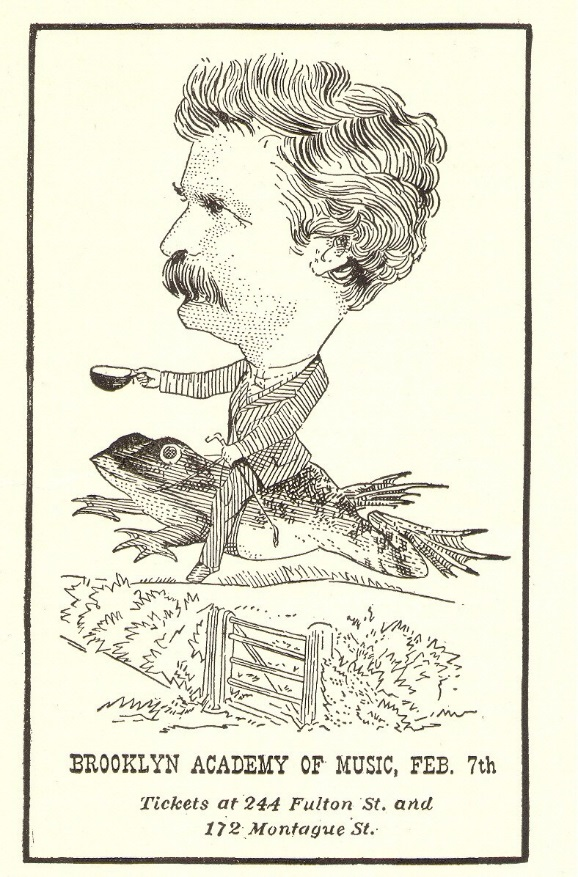 BROOKLYN ACADEMY OF MUSIC, FEB. 7th
Tickets at 244 Fulton St. and
172 Montague St.